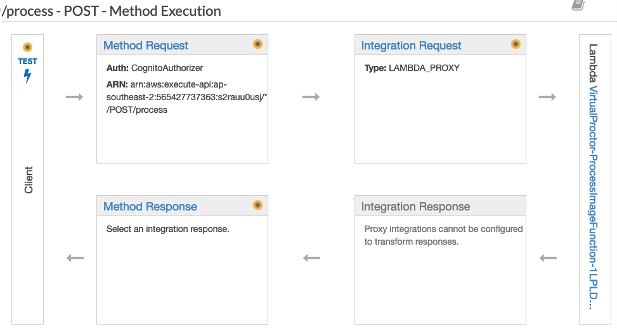 /process - POST - Method Execution
TEST
Client
Method Request
Auth: CognitoAuthorizer
ARN: arn:aws:execute-api:ap-
southeast-2:565427737363:s2rauu0usj/*
/POST/process
Integration Request
Type: LAMBDA_PROXY
Lambda VirtualProctor-ProcessImageFunction-1LPLD...
Method Response
Select an integration response.
Integration Response
Proxy integrations cannot be configured
to transform responses.